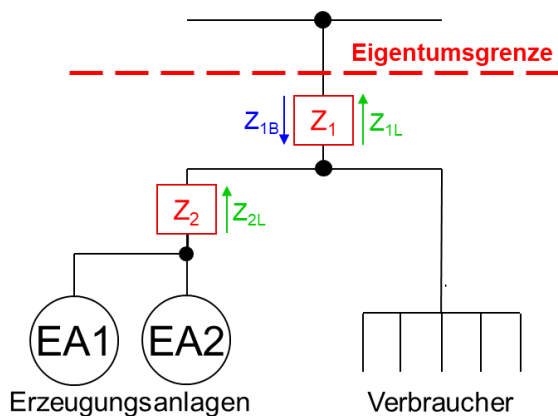 Eigentumsgrenze
Z1B
Z1
Z1L
Z2
Z2L
EA1
EA2
Erzeugungsanlagen
Verbraucher